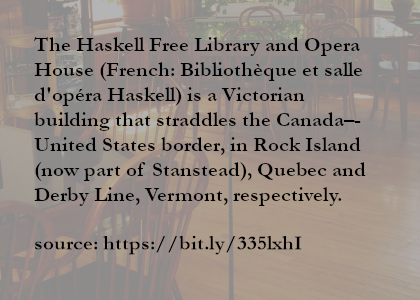 The Haskell Free Library and Opera
House (French: Bibliothèque et salle
d'opéra Haskell) is a Victorian
building that straddles the Canada–-
United States border, in Rock Island
(now part of Stanstead), Quebec and
Derby Line, Vermont, respectively.
source: https://bit.ly/335lxhI